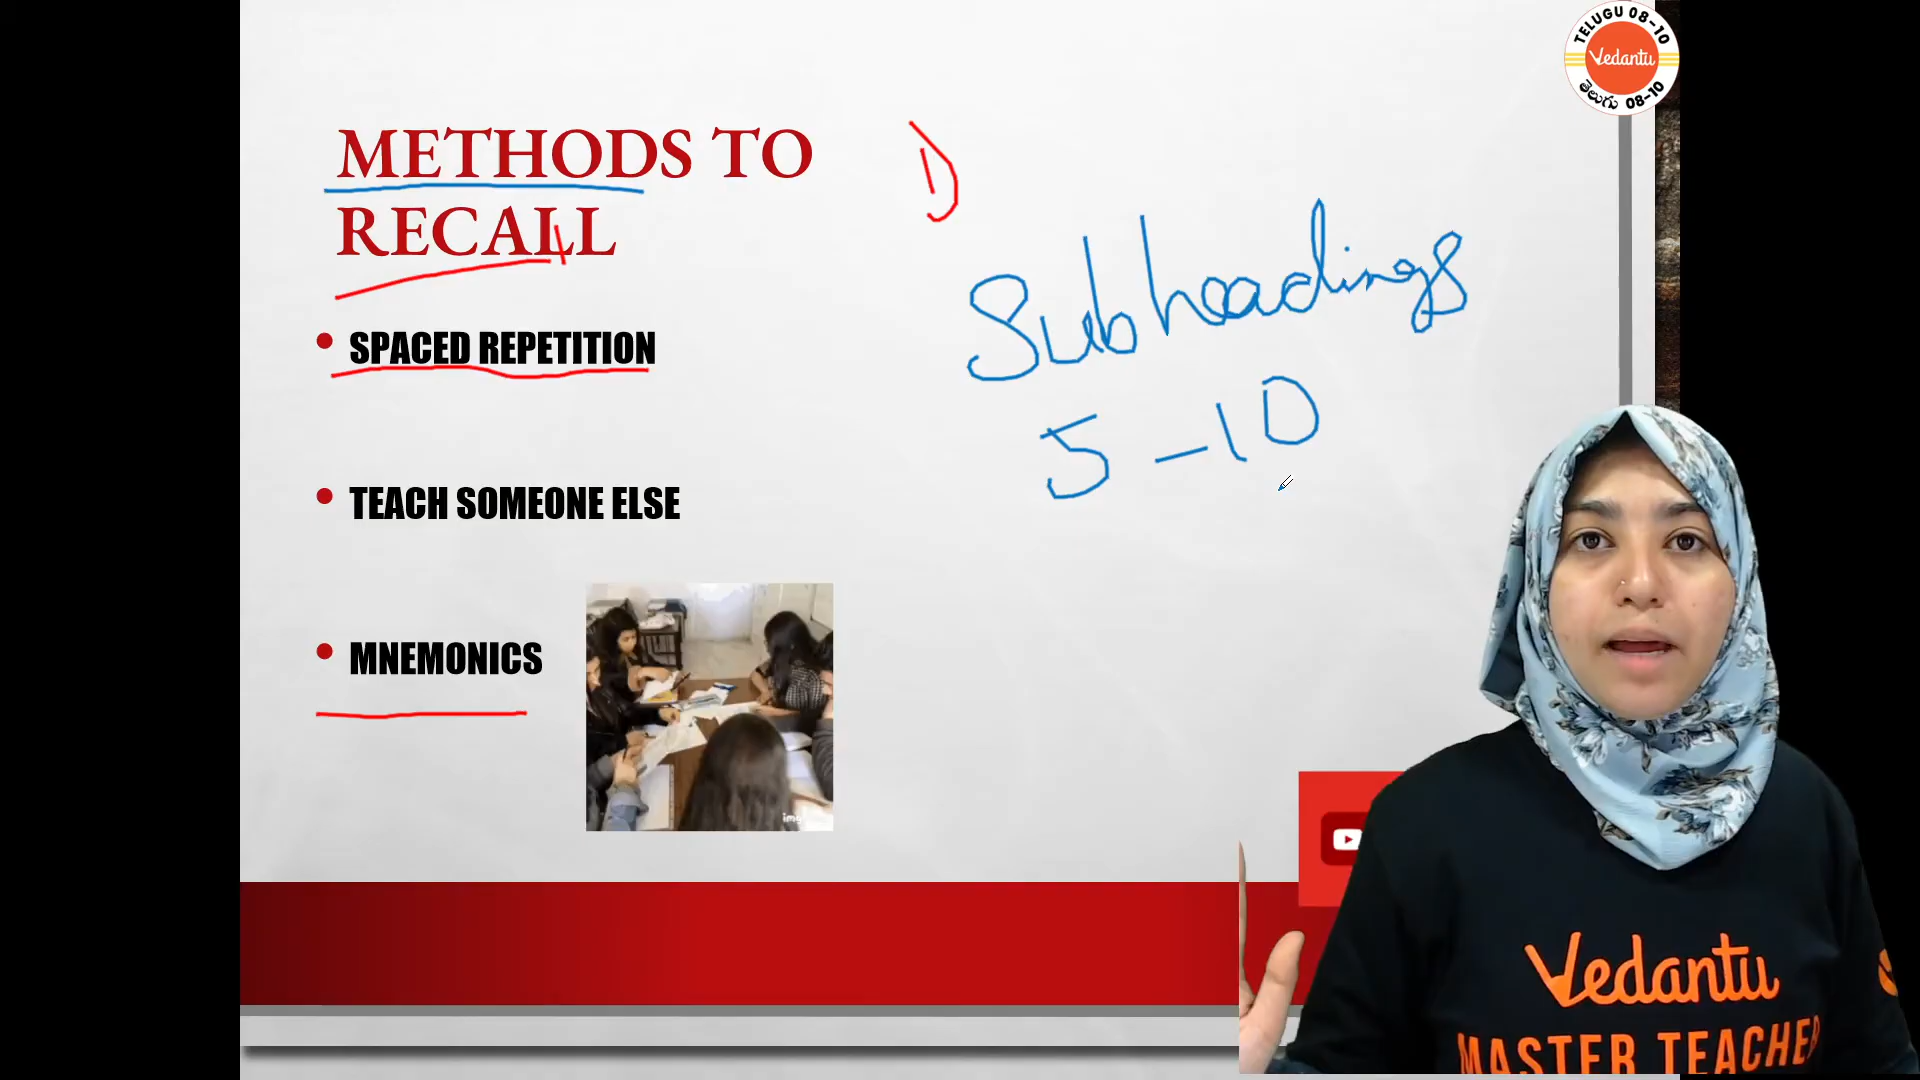 TELUGU 08-10
Vedantu
తెలుగు 08-10
METHODS TO
RECALL
1)
Subheadings
5-10
• SPACED REPETITION
• TEACH SOMEONE ELSE
• MNEMONICS
Vedantu
MASTER TEACHER